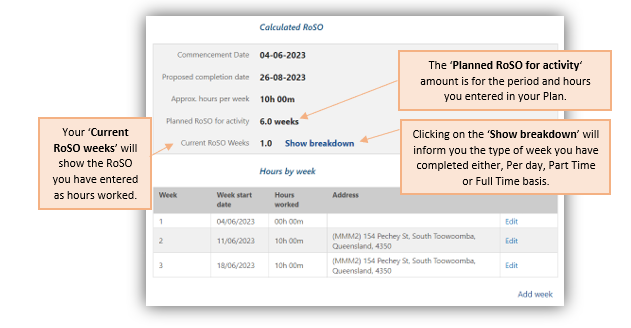 Calculated RoSO
Commencement Date 04-06-2023
Proposed completion date 26-08-2023
Approx. hours per week 10h 00m
Planned RoSO for activity 6.0 weeks
Current RoSO Weeks 1.0 Show breakdown
The ‘Planned RoSO for activity‘
amount is for the period and hours
you entered in your Plan.
Your ‘Current
RoSO weeks’ will
show the RoSO
you have entered
as hours worked.
Clicking on the ‘Show breakdown’ will
inform you the type of week you have
completed either, Per day, Part Time
or Full Time basis.
Hours by week
Week Week start Hours Address
date worked
1 04/06/2023 00h 00m Edit
2 11/06/2023 10h 00m (MMM2) 154 Pechey St, South Toowoomba, Edit
Queensland, 4350
3 18/06/2023 10h 00m (MMM2) 154 Pechey St, South Toowoomba, Edit
Queensland, 4350
Add week